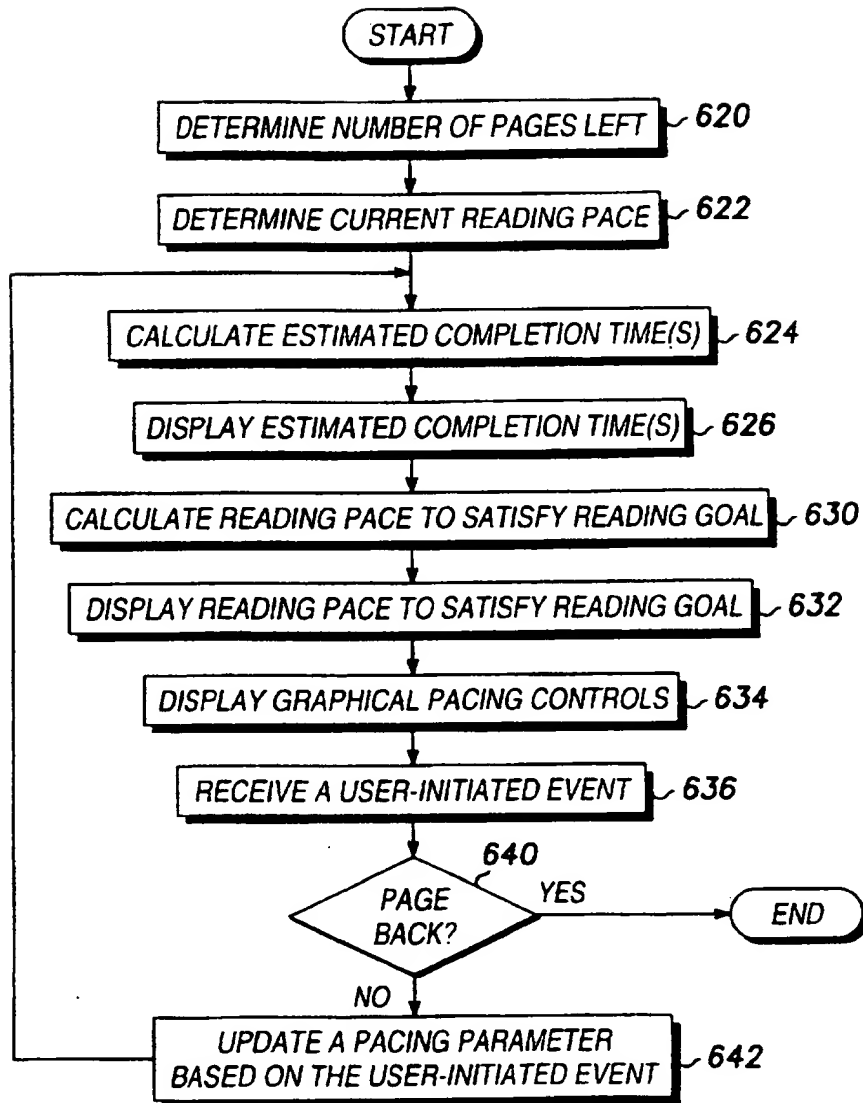 START
DETERMINE NUMBER OF PAGES LEFT 620
DETERMINE CURRENT READING PACE 622
CALCULATE ESTIMATED COMPLETION TIME(S) 624
DISPLAY ESTIMATED COMPLETION TIME(S) 626
CALCULATE READING PACE TO SATISFY READING GOAL 630
DISPLAY READING PACE TO SATISFY READING GOAL 632
DISPLAY GRAPHICAL PACING CONTROLS 634
RECEIVE A USER-INITIATED EVENT 636
640
PAGE
BACK?
YES
END
NO
UPDATE A PACING PARAMETER
BASED ON THE USER-INITIATED EVENT 642